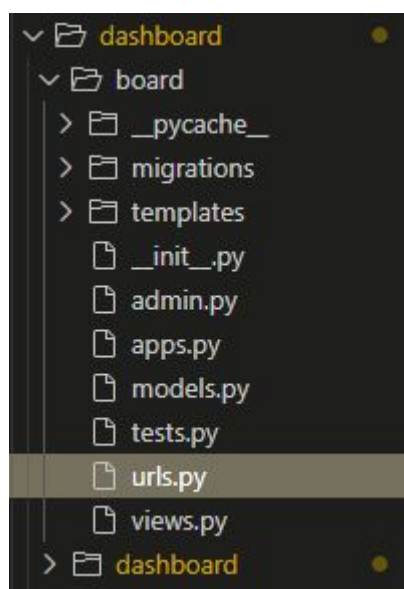 dashboard
board
__pycache__
migrations
templates
__init__.py
admin.py
apps.py
models.py
tests.py
urls.py
views.py
dashboard